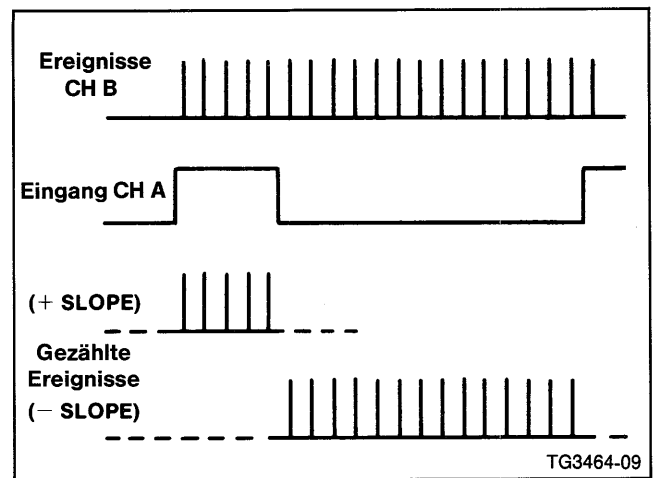 Ereignisse
CH B
Eingang CH A
(+ SLOPE)
Gezählte
Ereignisse
(− SLOPE)
TG3464-09